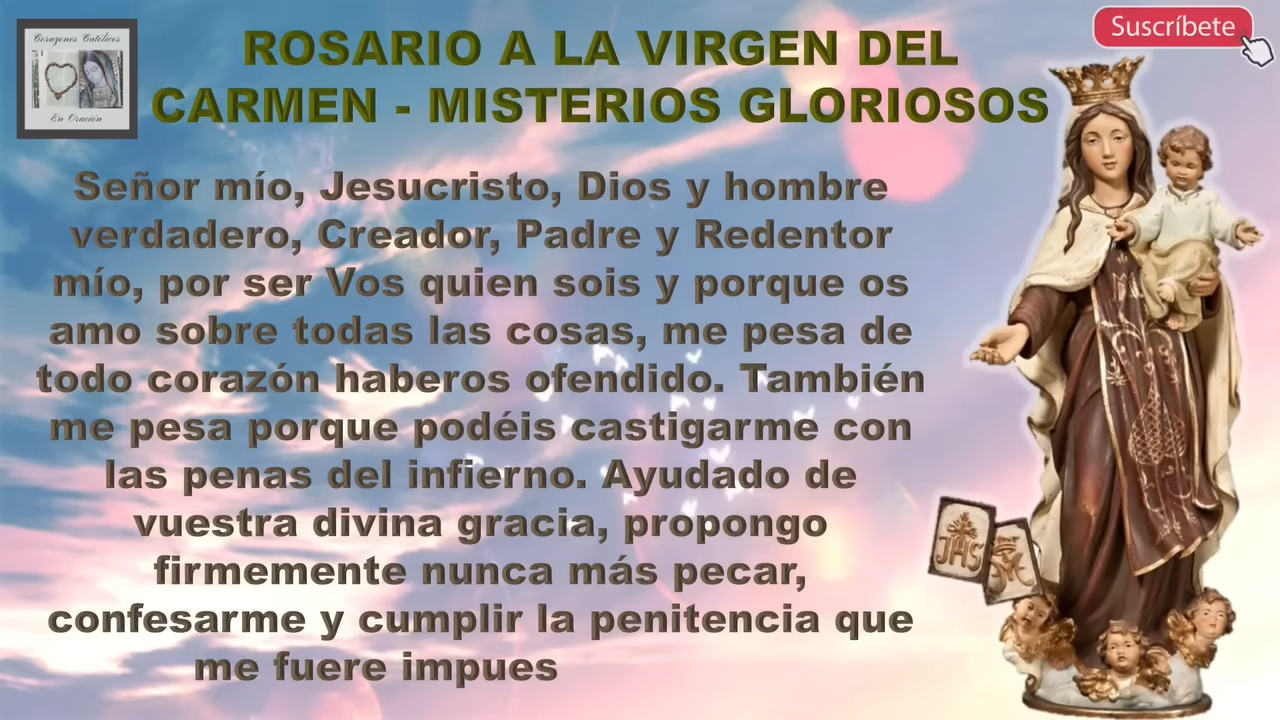 Corazones Católicos
En Oración
ROSARIO A LA VIRGEN DEL
CARMEN - MISTERIOS GLORIOSOS
Suscríbete
Señor mío, Jesucristo, Dios y hombre
verdadero, Creador, Padre y Redentor
mío, por ser Vos quien sois y porque os
amo sobre todas las cosas, me pesa de
todo corazón haberos ofendido. También
me pesa porque podéis castigarme con
las penas del infierno. Ayudado de
vuestra divina gracia, propongo
firmemente nunca más pecar,
confesarme y cumplir la penitencia que
me fuere impues
JHS